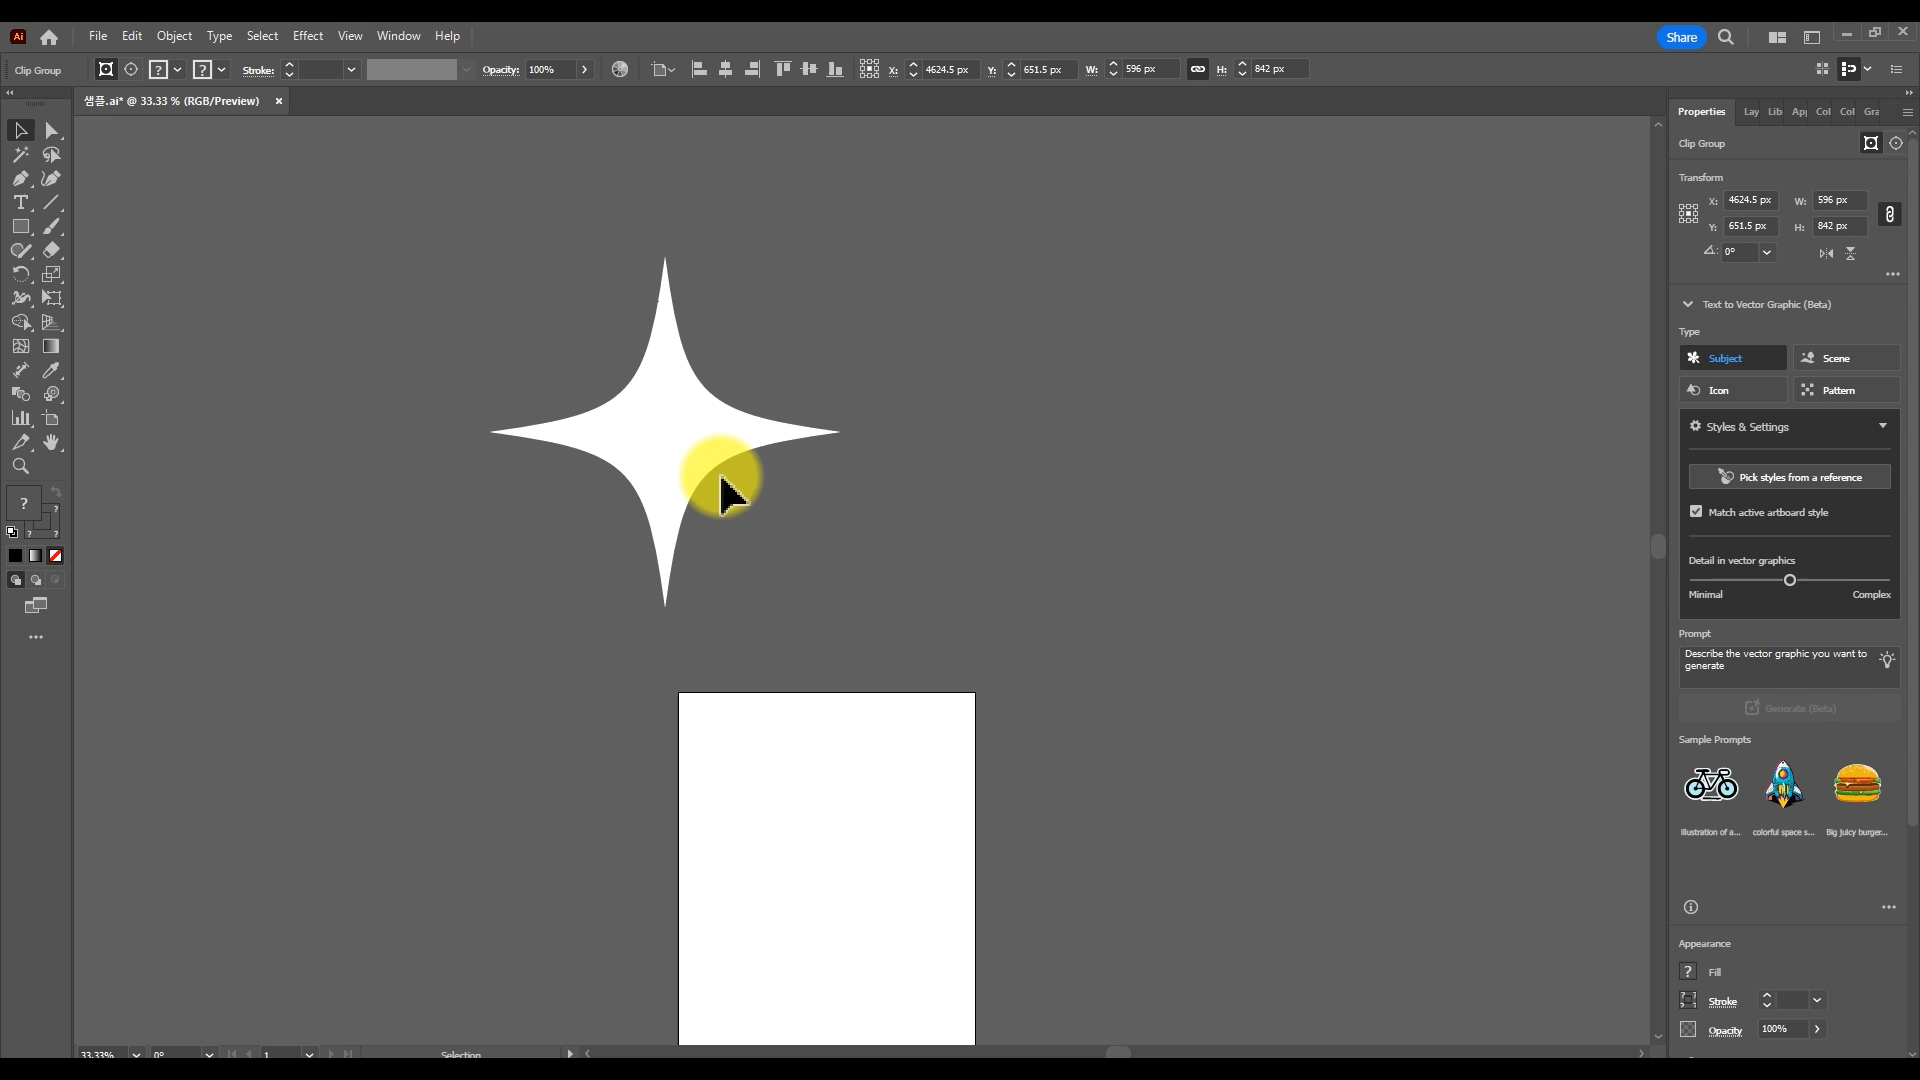 Ai File Edit Object Type Select Effect View Window Help Share
Clip Group ? ? Stroke: Opacity: 100% X: 4624.5 px Y: 651.5 px W: 596 px H: 842 px
샘플.ai* @ 33.33 % (RGB/Preview) ×
Properties Lay Lib App Col Col Gra
Clip Group
Transform
X: 4624.5 px W: 596 px
Y: 651.5 px H: 842 px
0°
Text to Vector Graphic (Beta)
Type
Subject Scene
Icon Pattern
Styles & Settings
Pick styles from a reference
Match active artboard style
Detail in vector graphics
Minimal Complex
Prompt
Describe the vector graphic you want to
generate
Generate (Beta)
Sample Prompts
Illustration of a... colorful space s... Big juicy burger...
Appearance
? Fill
Stroke
Opacity 100%
T
?
?
? ?
33.33% 0° 1 Selection